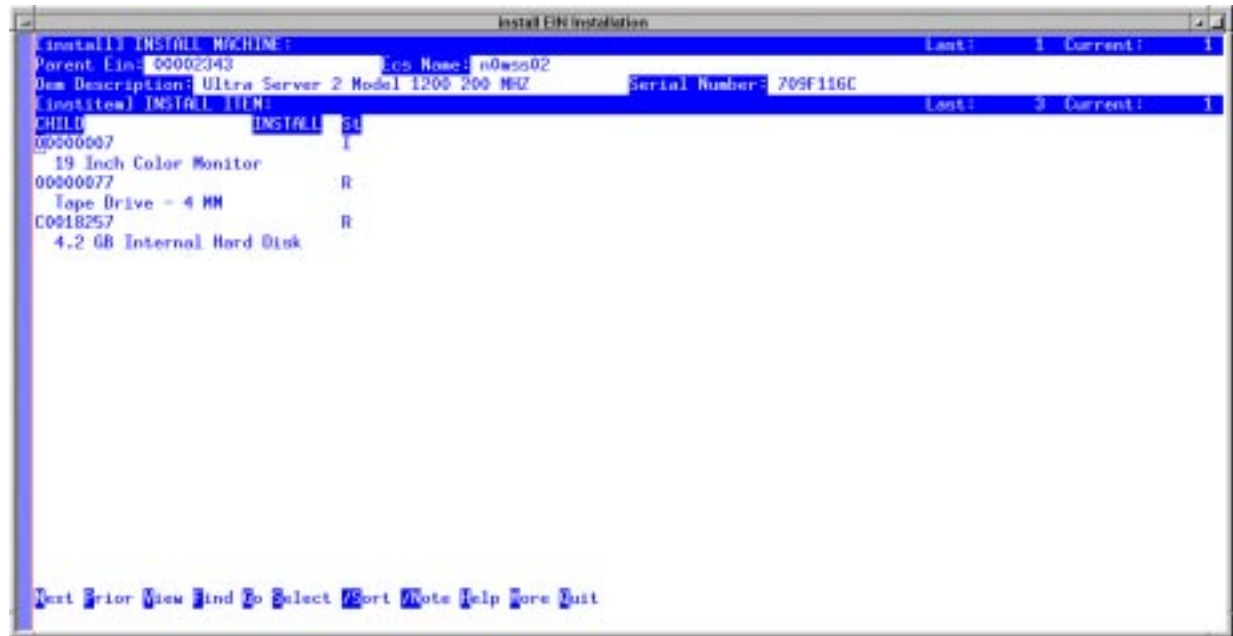 install EIN Installation
[install] INSTALL MACHINE: Last: 1 Current: 1
Parent Ein: 00002343 Ecs Name: n0mss02
Oem Description: Ultra Server 2 Model 1200 200 MHZ Serial Number: 709F116C
[institem] INSTALL ITEM: Last: 3 Current: 1
CHILD INSTALL St
00000007 I
19 Inch Color Monitor
00000077 R
Tape Drive - 4 MM
C0018257 R
4.2 GB Internal Hard Disk
Next Prior View Find Go Select /Sort /Note Help More Quit